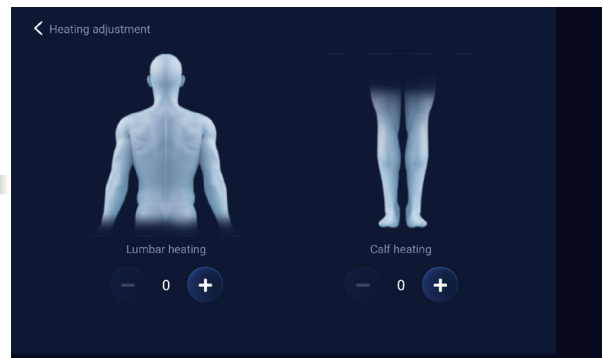 Heating adjustment
Lumbar heating
Calf heating
0
0